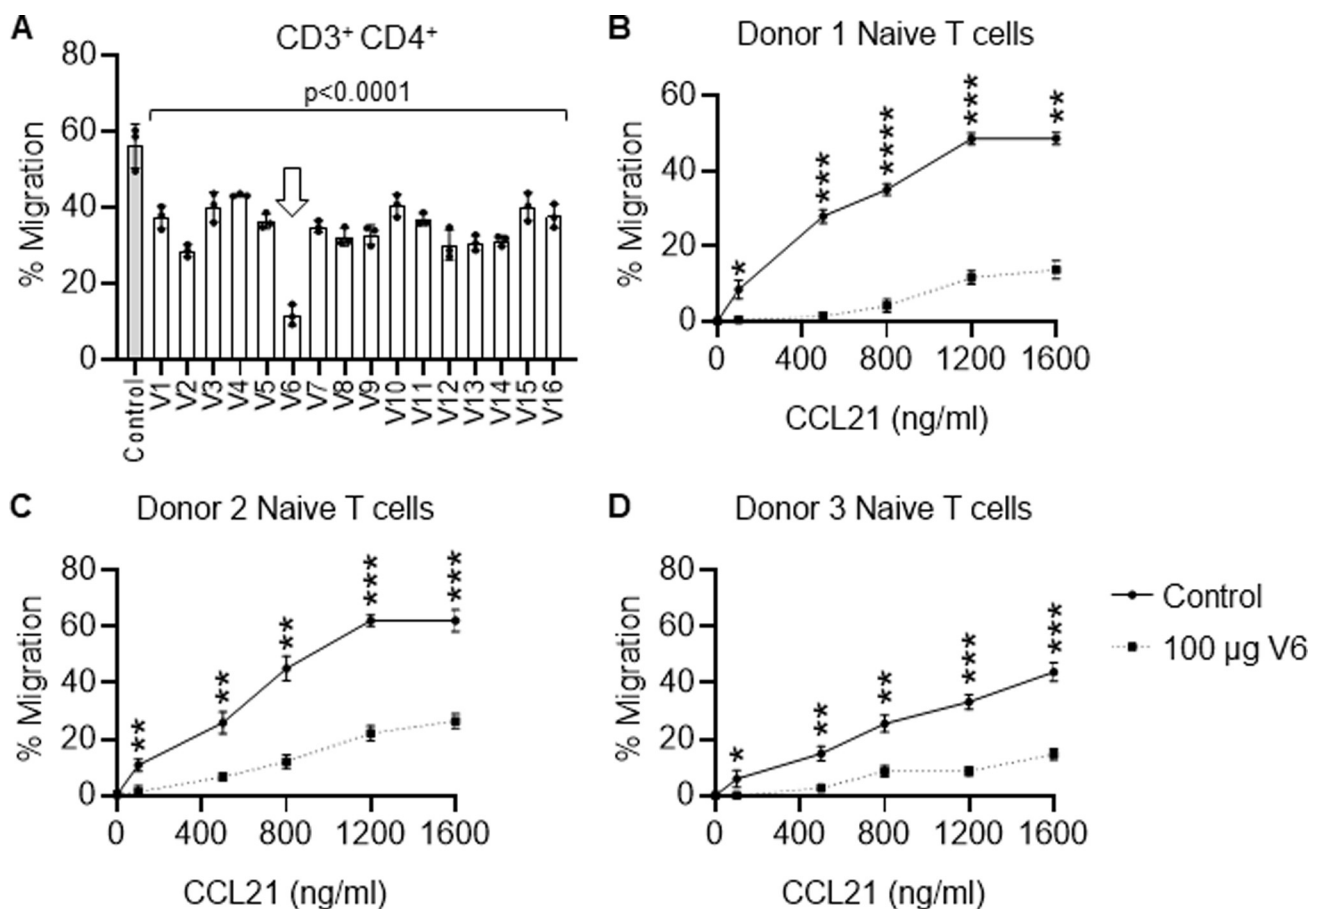 A
CD3⁺ CD4⁺
p<0.0001
% Migration
80
60
40
20
0
Control
V1
V2
V3
V4
V5
V6
V7
V8
V9
V10
V11
V12
V13
V14
V15
V16
B
Donor 1 Naive T cells
% Migration
60
40
20
0
*
***
****
***
**
0 400 800 1200 1600
CCL21 (ng/ml)
C
Donor 2 Naive T cells
% Migration
80
60
40
20
0
**
**
**
***
***
0 400 800 1200 1600
CCL21 (ng/ml)
D
Donor 3 Naive T cells
% Migration
80
60
40
20
0
*
**
**
***
***
0 400 800 1200 1600
CCL21 (ng/ml)
Control
100 µg V6